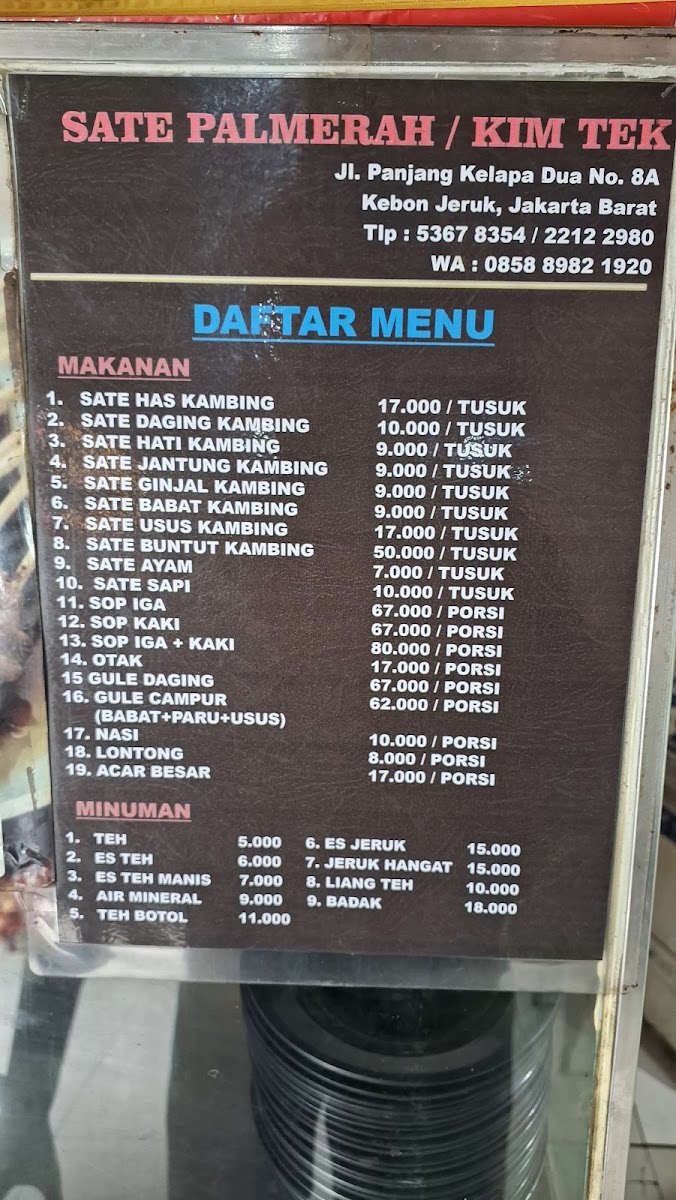 SATE PALMERAH / KIM TEK
Jl. Panjang Kelapa Dua No. 8A
Kebon Jeruk, Jakarta Barat
Tlp : 5367 8354 / 2212 2980
WA : 0858 8982 1920
DAFTAR MENU
MAKANAN
1. SATE HAS KAMBING 17.000 / TUSUK
2. SATE DAGING KAMBING 10.000 / TUSUK
3. SATE HATI KAMBING 9.000 / TUSUK
4. SATE JANTUNG KAMBING 9.000 / TUSUK
5. SATE GINJAL KAMBING 9.000 / TUSUK
6. SATE BABAT KAMBING 9.000 / TUSUK
7. SATE USUS KAMBING 17.000 / TUSUK
8. SATE BUNTUT KAMBING 50.000 / TUSUK
9. SATE AYAM 7.000 / TUSUK
10. SATE SAPI 10.000 / TUSUK
11. SOP IGA 67.000 / PORSI
12. SOP KAKI 67.000 / PORSI
13. SOP IGA + KAKI 80.000 / PORSI
14. OTAK 17.000 / PORSI
15 GULE DAGING 67.000 / PORSI
16. GULE CAMPUR 62.000 / PORSI
(BABAT+PARU+USUS)
17. NASI 10.000 / PORSI
18. LONTONG 8.000 / PORSI
19. ACAR BESAR 17.000 / PORSI
MINUMAN
1. TEH 5.000 6. ES JERUK 15.000
2. ES TEH 6.000 7. JERUK HANGAT 15.000
3. ES TEH MANIS 7.000 8. LIANG TEH 10.000
4. AIR MINERAL 9.000 9. BADAK 18.000
5. TEH BOTOL 11.000